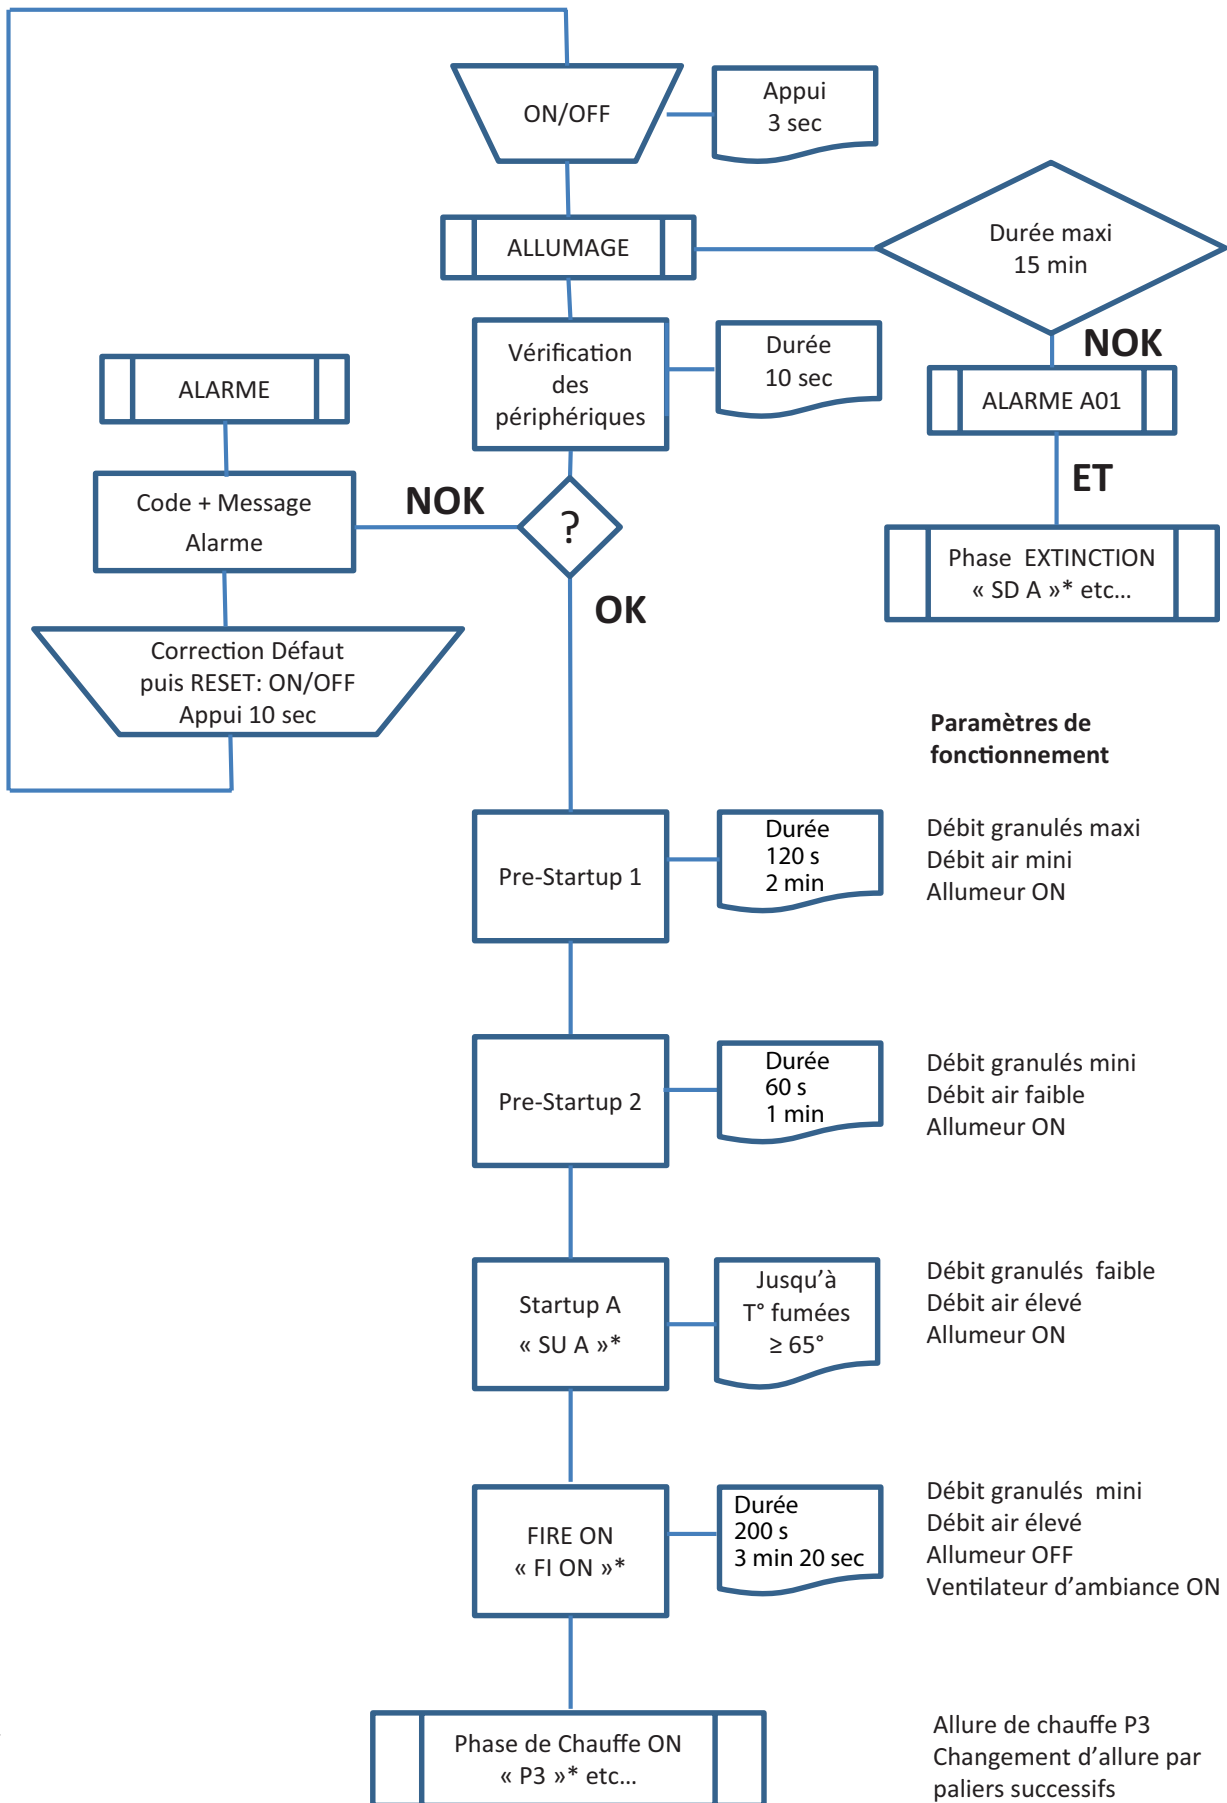 ON/OFF
Appui
3 sec
ALLUMAGE
Durée maxi
15 min
NOK
Vérification
des
périphériques
Durée
10 sec
ALARME
ALARME A01
ET
Code + Message
Alarme
NOK
?
OK
Phase  EXTINCTION
« SD A »* etc…
Correction Défaut
puis RESET: ON/OFF
Appui 10 sec
Paramètres de
fonctionnement
Pre-Startup 1
Durée
120 s
2 min
Débit granulés maxi
Débit air mini
Allumeur ON
Pre-Startup 2
Durée
60 s
1 min
Débit granulés mini
Débit air faible
Allumeur ON
Startup A
« SU A »*
Jusqu’à
T° fumées
≥ 65°
Débit granulés  faible
Débit air élevé
Allumeur ON
FIRE ON
« FI ON »*
Durée
200 s
3 min 20 sec
Débit granulés  mini
Débit air élevé
Allumeur OFF
Ventilateur d’ambiance ON
Phase de Chauffe ON
« P3 »* etc…
Allure de chauffe P3
Changement d’allure par
paliers successifs